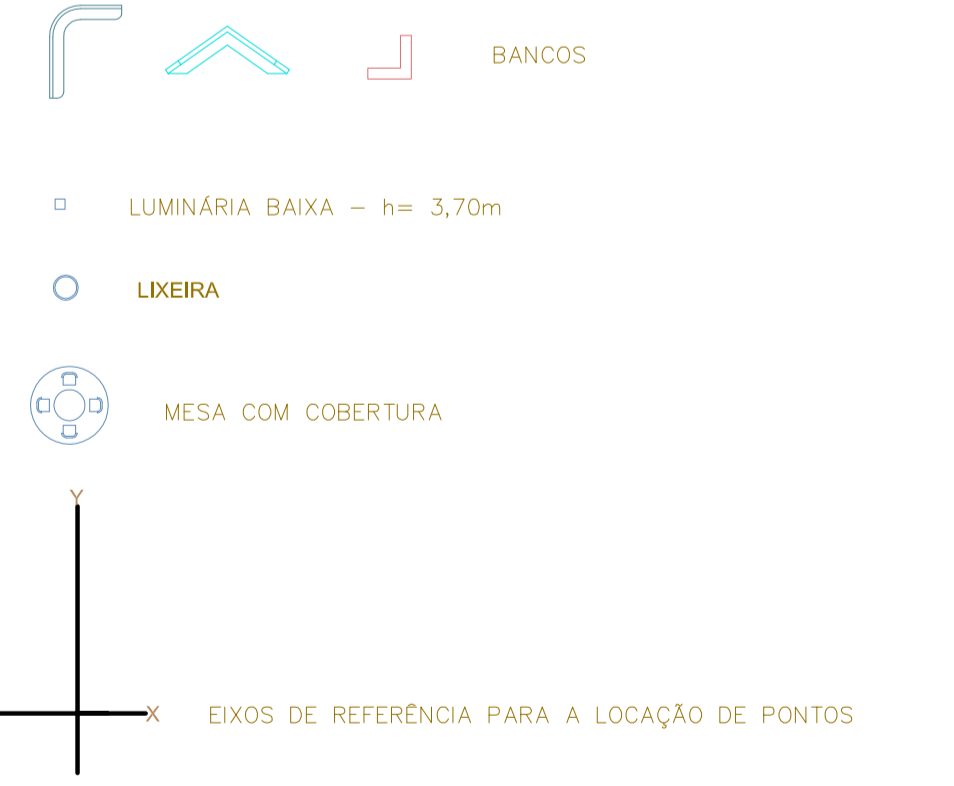 BANCOS
LUMINÁRIA BAIXA – h= 3,70m
LIXEIRA
MESA COM COBERTURA
Y
X
EIXOS DE REFERÊNCIA PARA A LOCAÇÃO DE PONTOS